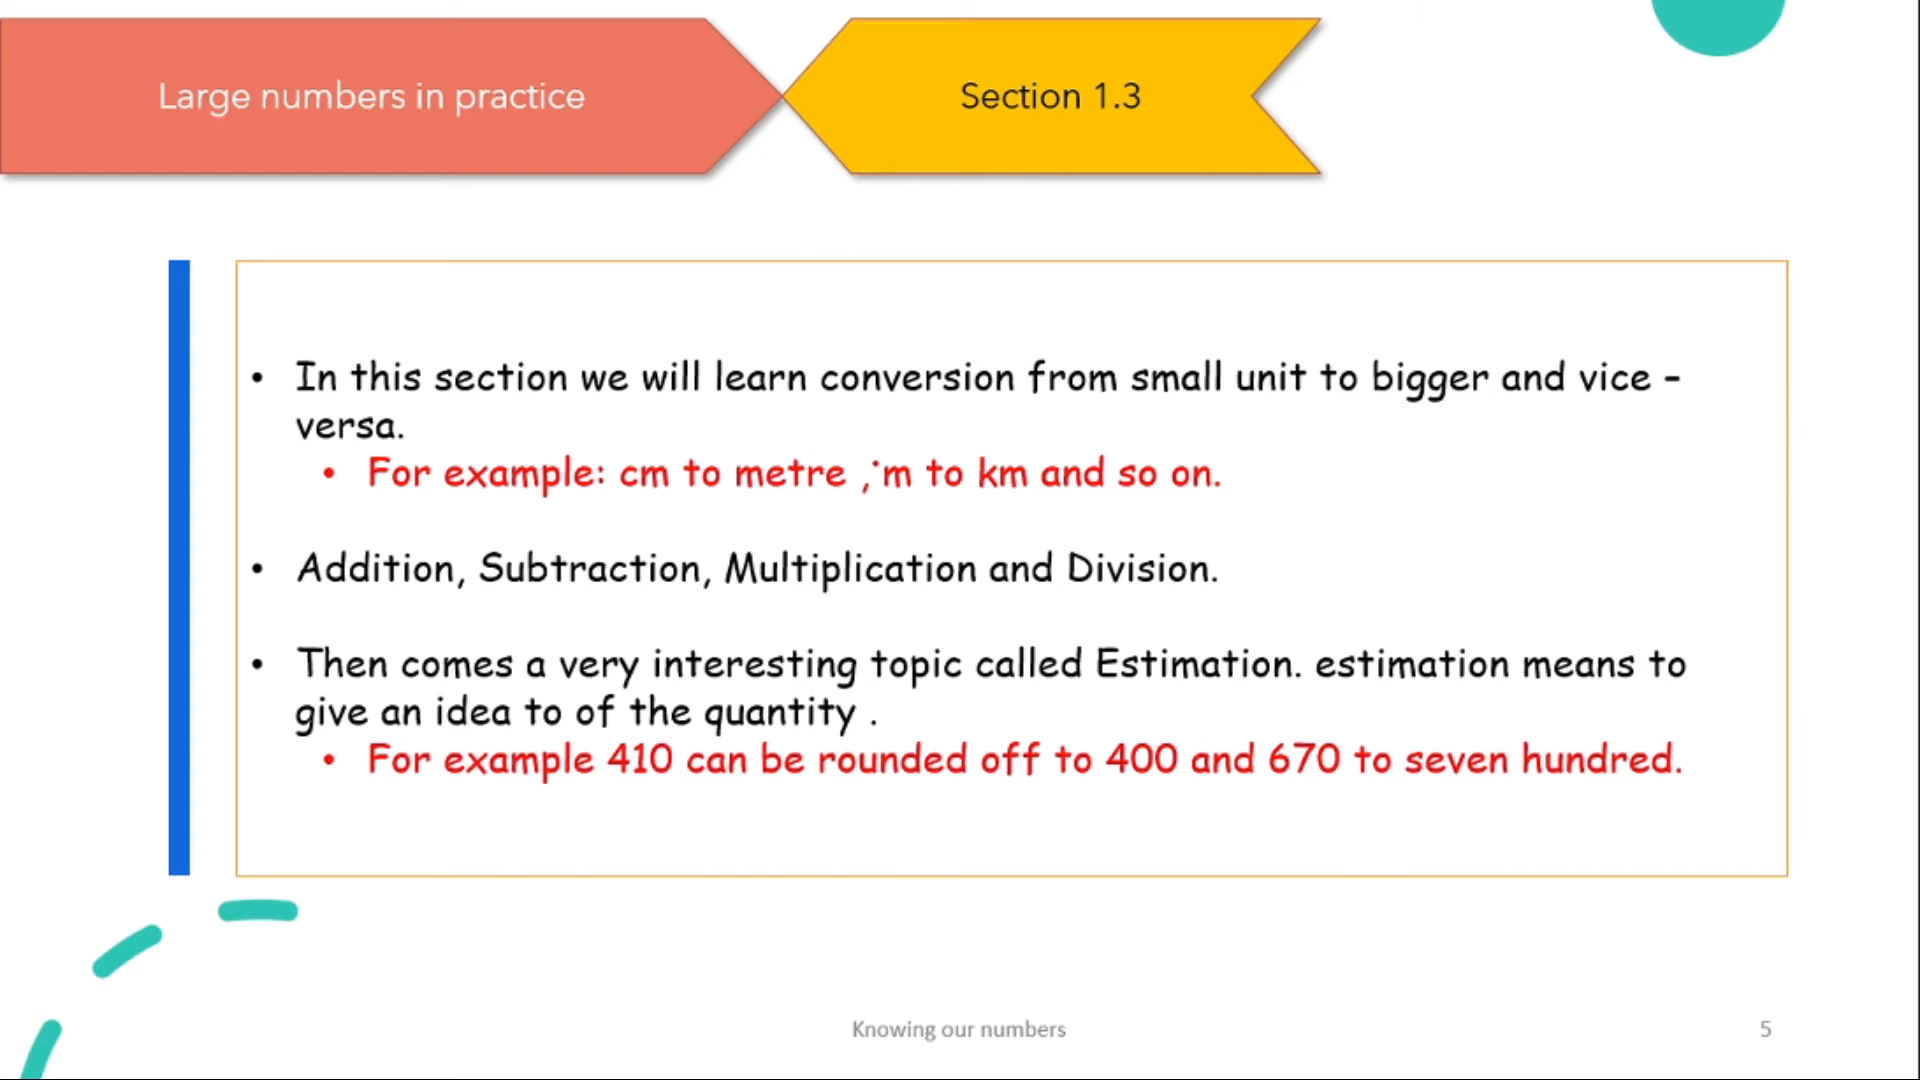 Large numbers in practice
Section 1.3
• In this section we will learn conversion from small unit to bigger and vice –
versa.
• For example: cm to metre , m to km and so on.
• Addition, Subtraction, Multiplication and Division.
• Then comes a very interesting topic called Estimation. estimation means to
give an idea to of the quantity .
• For example 410 can be rounded off to 400 and 670 to seven hundred.
Knowing our numbers
5